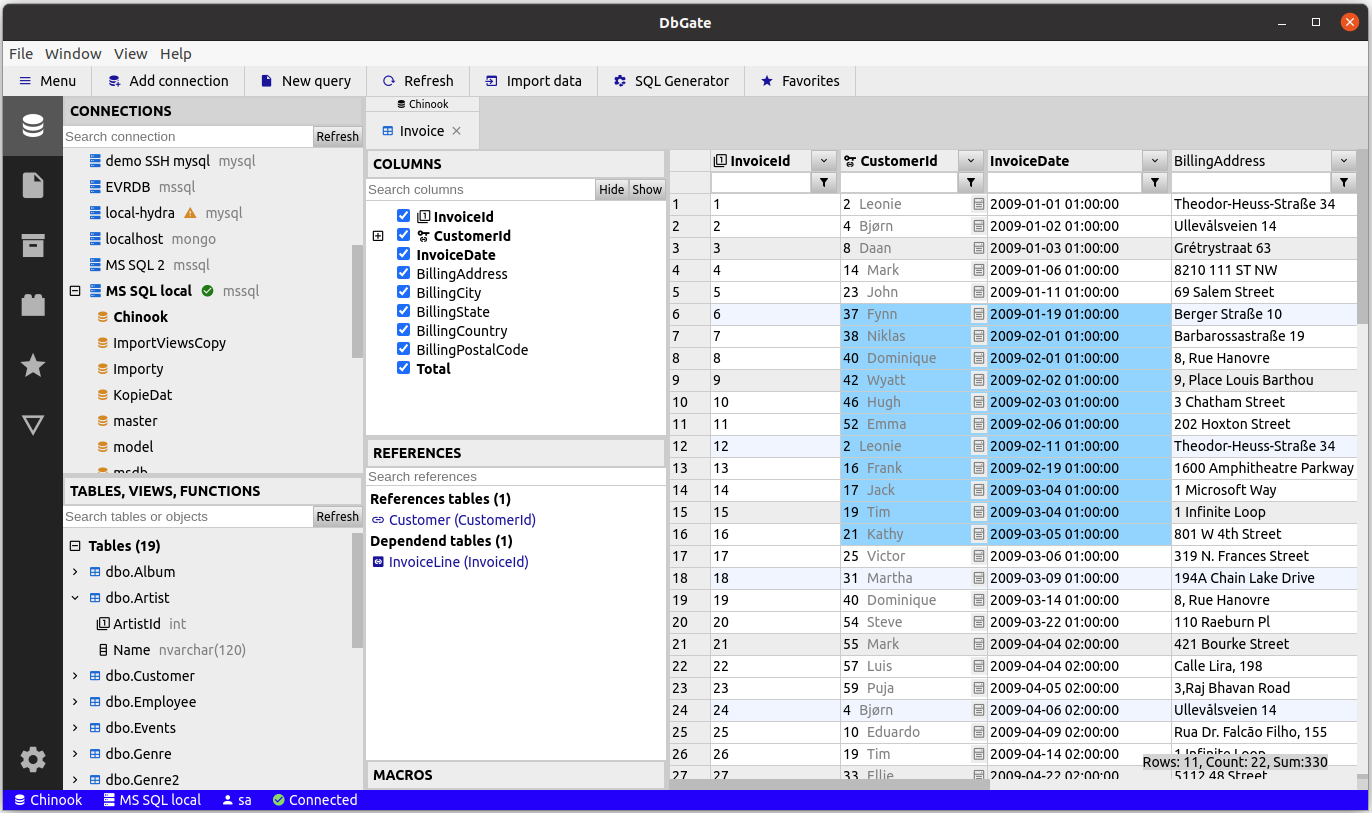 DbGate
File Window View Help
Menu Add connection New query Refresh Import data SQL Generator Favorites
CONNECTIONS
Search connection Refresh
demo SSH mysql mysql
EVRDB mssql
local-hydra mysql
localhost mongo
MS SQL 2 mssql
MS SQL local mssql
Chinook
ImportViewsCopy
Importy
KopieDat
master
model
msdb
TABLES, VIEWS, FUNCTIONS
Search tables or objects Refresh
Tables (19)
dbo.Album
dbo.Artist
ArtistId int
Name nvarchar(120)
dbo.Customer
dbo.Employee
dbo.Events
dbo.Genre
dbo.Genre2
Chinook
Invoice
COLUMNS
Search columns Hide Show
InvoiceId
CustomerId
InvoiceDate
BillingAddress
BillingCity
BillingState
BillingCountry
BillingPostalCode
Total
REFERENCES
Search references
References tables (1)
Customer (CustomerId)
Dependend tables (1)
InvoiceLine (InvoiceId)
MACROS
InvoiceId CustomerId InvoiceDate BillingAddress
1 1 2 Leonie 2009-01-01 01:00:00 Theodor-Heuss-Straße 34
2 2 4 Bjørn 2009-01-02 01:00:00 Ullevålsveien 14
3 3 8 Daan 2009-01-03 01:00:00 Grétrystraat 63
4 4 14 Mark 2009-01-06 01:00:00 8210 111 ST NW
5 5 23 John 2009-01-11 01:00:00 69 Salem Street
6 6 37 Fynn 2009-01-19 01:00:00 Berger Straße 10
7 7 38 Niklas 2009-02-01 01:00:00 Barbarossastraße 19
8 8 40 Dominique 2009-02-01 01:00:00 8, Rue Hanovre
9 9 42 Wyatt 2009-02-02 01:00:00 9, Place Louis Barthou
10 10 46 Hugh 2009-02-03 01:00:00 3 Chatham Street
11 11 52 Emma 2009-02-06 01:00:00 202 Hoxton Street
12 12 2 Leonie 2009-02-11 01:00:00 Theodor-Heuss-Straße 34
13 13 16 Frank 2009-02-19 01:00:00 1600 Amphitheatre Parkway
14 14 17 Jack 2009-03-04 01:00:00 1 Microsoft Way
15 15 19 Tim 2009-03-04 01:00:00 1 Infinite Loop
16 16 21 Kathy 2009-03-05 01:00:00 801 W 4th Street
17 17 25 Victor 2009-03-06 01:00:00 319 N. Frances Street
18 18 31 Martha 2009-03-09 01:00:00 194A Chain Lake Drive
19 19 40 Dominique 2009-03-14 01:00:00 8, Rue Hanovre
20 20 54 Steve 2009-03-22 01:00:00 110 Raeburn Pl
21 21 55 Mark 2009-04-04 02:00:00 421 Bourke Street
22 22 57 Luis 2009-04-04 02:00:00 Calle Lira, 198
23 23 59 Puja 2009-04-05 02:00:00 3,Raj Bhavan Road
24 24 4 Bjørn 2009-04-06 02:00:00 Ullevålsveien 14
25 25 10 Eduardo 2009-04-09 02:00:00 Rua Dr. Falcão Filho, 155
26 26 19 Tim 2009-04-14 02:00:00 1 Infinite Loop
27 27 33 Ellie 2009-04-22 02:00:00 5112 48 Street
Rows: 11, Count: 22, Sum:330
Chinook MS SQL local sa Connected